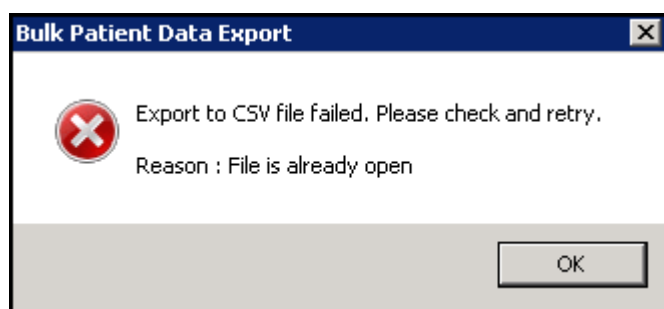 Bulk Patient Data Export
Export to CSV file failed. Please check and retry.
Reason : File is already open
OK